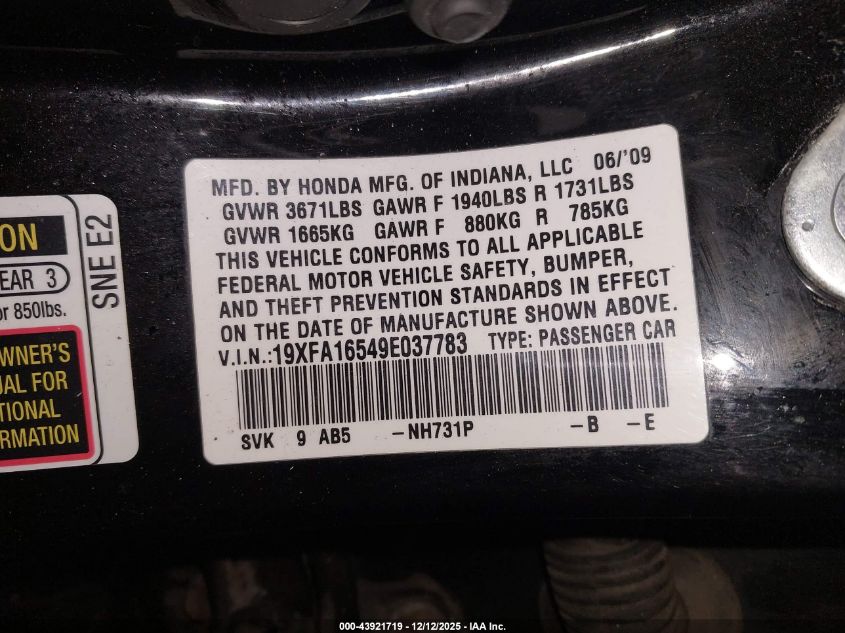 MFD. BY HONDA MFG. OF INDIANA, LLC 06/'09
GVWR 3671LBS GAWR F 1940LBS R 1731LBS
GVWR 1665KG GAWR F 880KG R 785KG
THIS VEHICLE CONFORMS TO ALL APPLICABLE
FEDERAL MOTOR VEHICLE SAFETY, BUMPER,
AND THEFT PREVENTION STANDARDS IN EFFECT
ON THE DATE OF MANUFACTURE SHOWN ABOVE.
V.I.N.:19XFA16549E037783 TYPE: PASSENGER CAR
SVK 9 AB5 -NH731P -B -E
ON
EAR 3
or 850lbs.
WNER'S
UAL FOR
TIONAL
RMATION
SNE E2
000-43921719 - 12/12/2025 - IAA Inc.